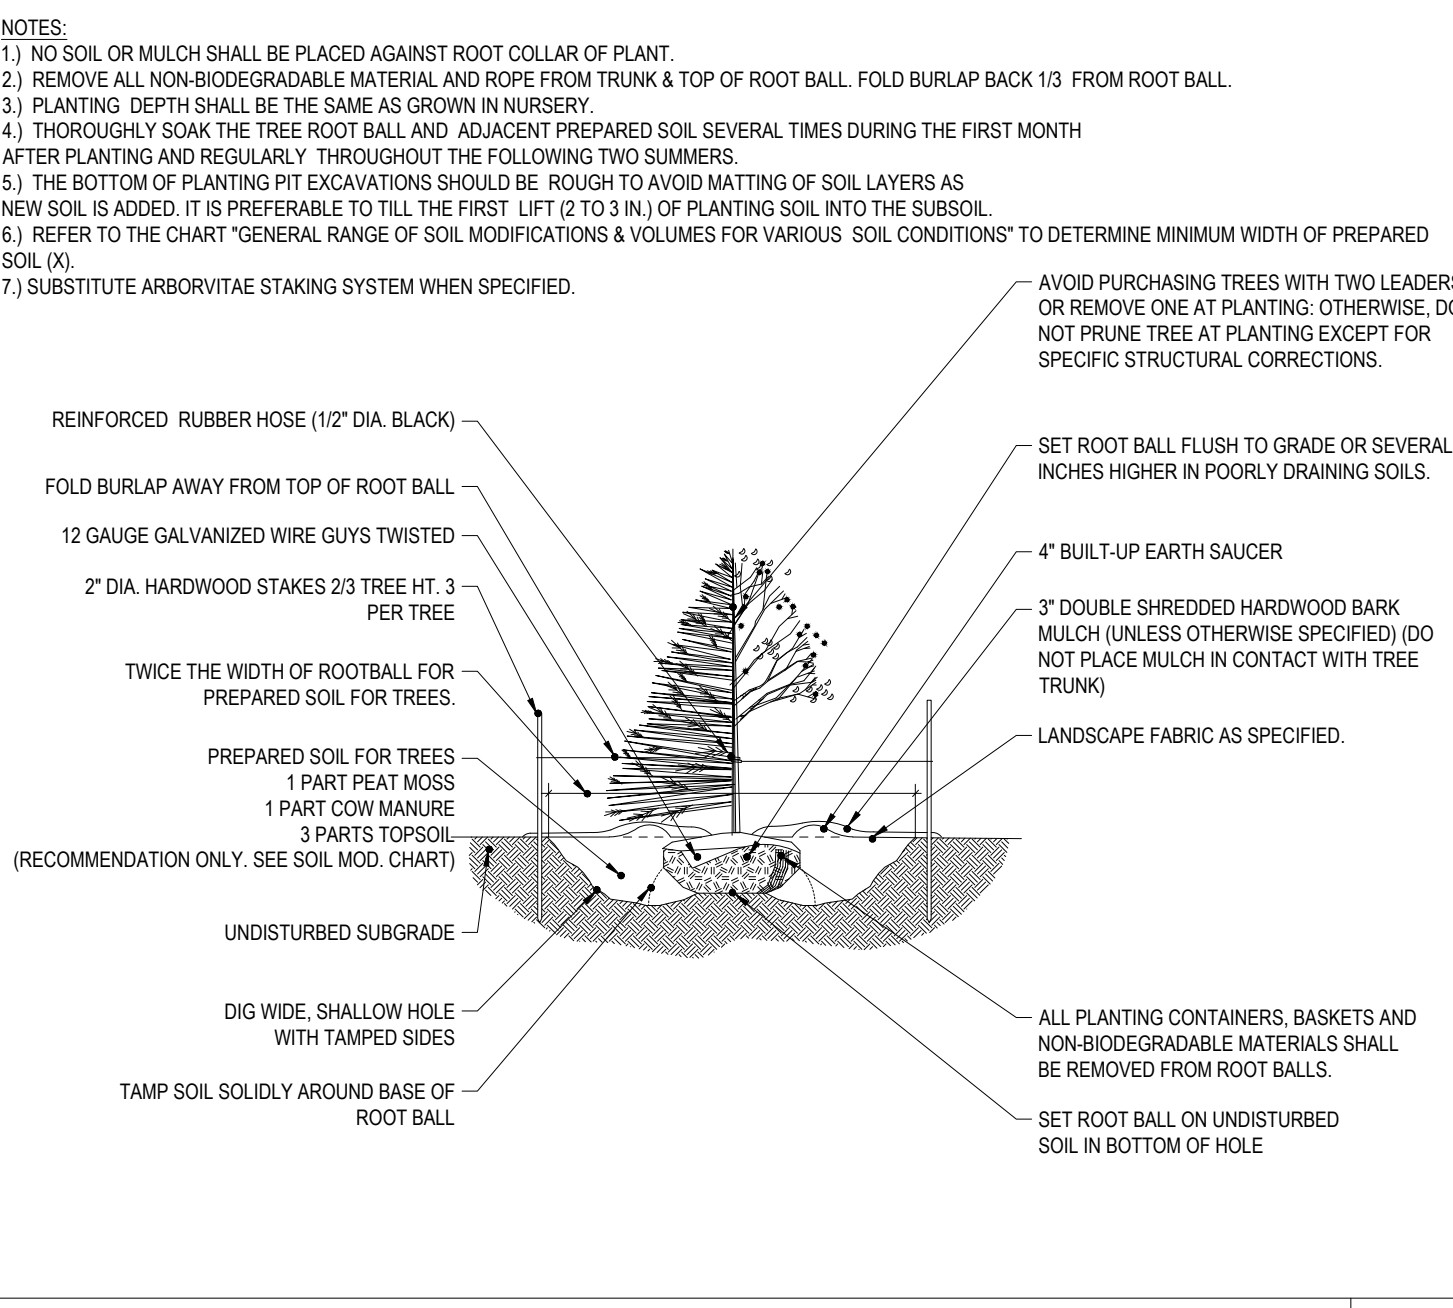 NOTES:
1.) NO SOIL OR MULCH SHALL BE PLACED AGAINST ROOT COLLAR OF PLANT.
2.) REMOVE ALL NON-BIODEGRADABLE MATERIAL AND ROPE FROM TRUNK & TOP OF ROOT BALL. FOLD BURLAP BACK 1/3 FROM ROOT BALL.
3.) PLANTING DEPTH SHALL BE THE SAME AS GROWN IN NURSERY.
4.) THOROUGHLY SOAK THE TREE ROOT BALL AND ADJACENT PREPARED SOIL SEVERAL TIMES DURING THE FIRST MONTH
AFTER PLANTING AND REGULARLY THROUGHOUT THE FOLLOWING TWO SUMMERS.
5.) THE BOTTOM OF PLANTING PIT EXCAVATIONS SHOULD BE ROUGH TO AVOID MATTING OF SOIL LAYERS AS
NEW SOIL IS ADDED. IT IS PREFERABLE TO TILL THE FIRST LIFT (2 TO 3 IN.) OF PLANTING SOIL INTO THE SUBSOIL.
6.) REFER TO THE CHART "GENERAL RANGE OF SOIL MODIFICATIONS & VOLUMES FOR VARIOUS SOIL CONDITIONS" TO DETERMINE MINIMUM WIDTH OF PREPARED
SOIL (X).
7.) SUBSTITUTE ARBORVITAE STAKING SYSTEM WHEN SPECIFIED.
REINFORCED RUBBER HOSE (1/2" DIA. BLACK)
FOLD BURLAP AWAY FROM TOP OF ROOT BALL
12 GAUGE GALVANIZED WIRE GUYS TWISTED
2" DIA. HARDWOOD STAKES 2/3 TREE HT. 3
PER TREE
TWICE THE WIDTH OF ROOTBALL FOR
PREPARED SOIL FOR TREES.
PREPARED SOIL FOR TREES
1 PART PEAT MOSS
1 PART COW MANURE
3 PARTS TOPSOIL
(RECOMMENDATION ONLY. SEE SOIL MOD. CHART)
UNDISTURBED SUBGRADE
DIG WIDE, SHALLOW HOLE
WITH TAMPED SIDES
TAMP SOIL SOLIDLY AROUND BASE OF
ROOT BALL
AVOID PURCHASING TREES WITH TWO LEADERS
OR REMOVE ONE AT PLANTING: OTHERWISE, DO
NOT PRUNE TREE AT PLANTING EXCEPT FOR
SPECIFIC STRUCTURAL CORRECTIONS.
SET ROOT BALL FLUSH TO GRADE OR SEVERAL
INCHES HIGHER IN POORLY DRAINING SOILS.
4" BUILT-UP EARTH SAUCER
3" DOUBLE SHREDDED HARDWOOD BARK
MULCH (UNLESS OTHERWISE SPECIFIED) (DO
NOT PLACE MULCH IN CONTACT WITH TREE
TRUNK)
LANDSCAPE FABRIC AS SPECIFIED.
ALL PLANTING CONTAINERS, BASKETS AND
NON-BIODEGRADABLE MATERIALS SHALL
BE REMOVED FROM ROOT BALLS.
SET ROOT BALL ON UNDISTURBED
SOIL IN BOTTOM OF HOLE